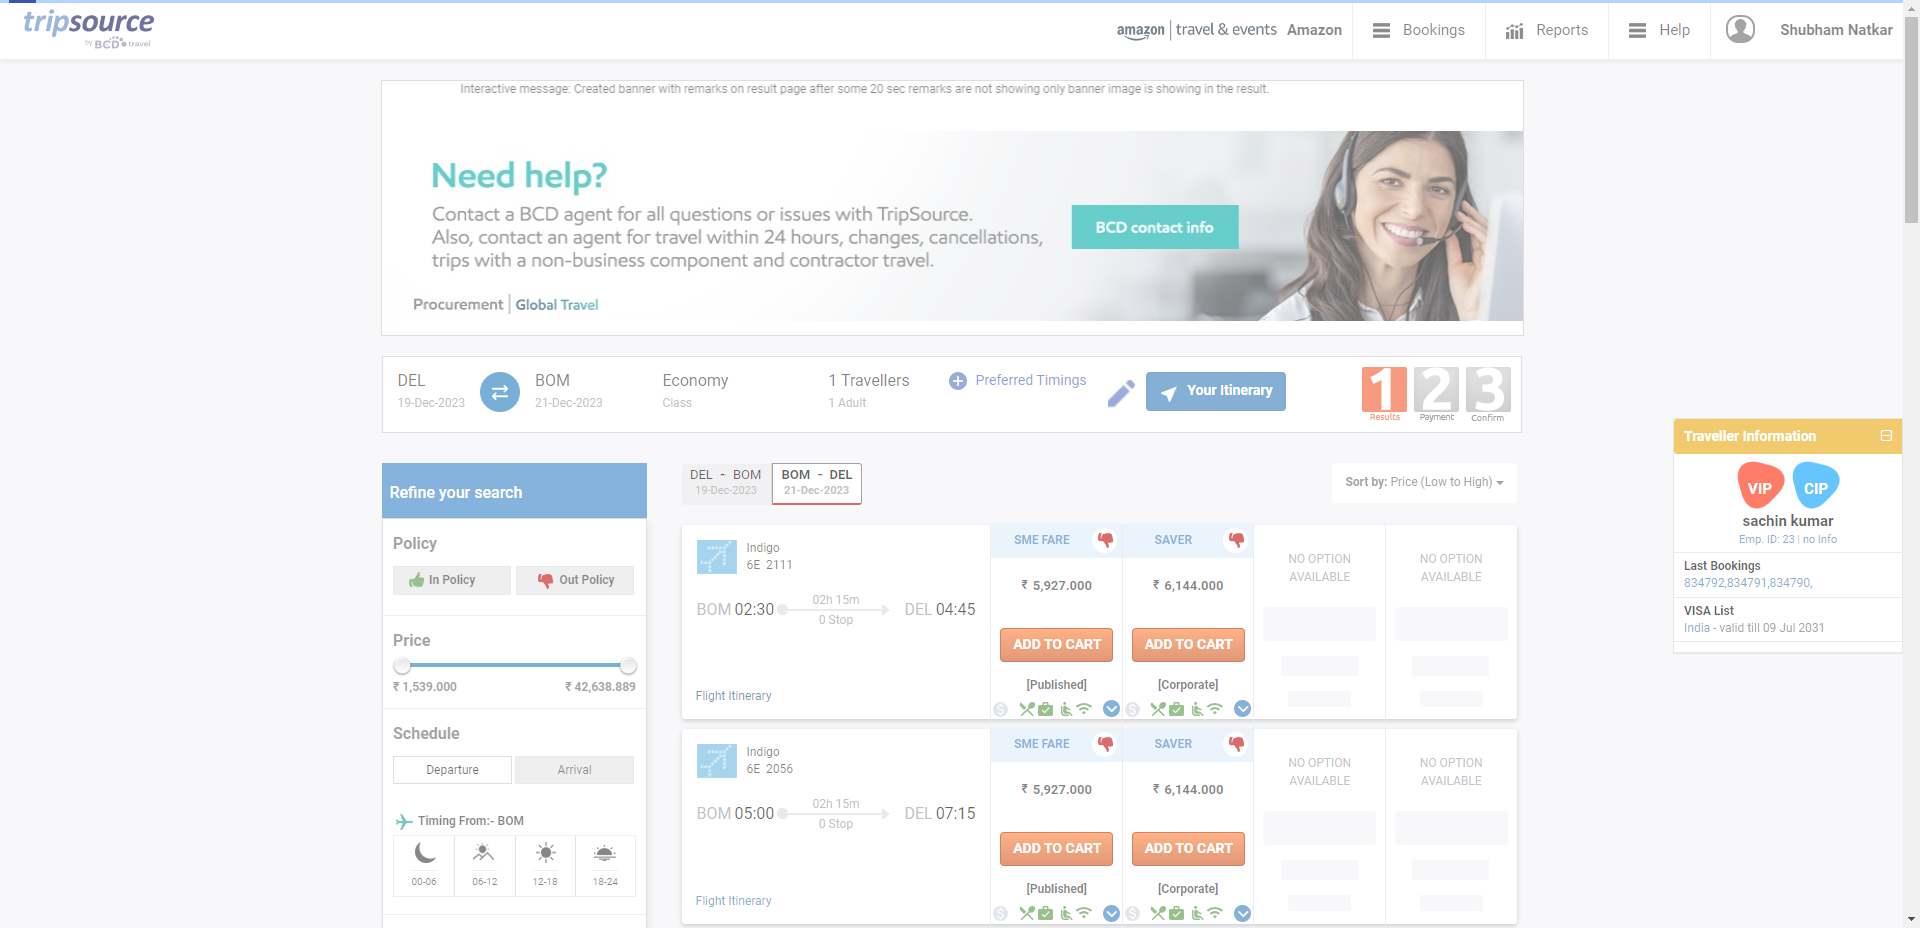 tripsource
by BCD travel
amazon | travel & events Amazon
Bookings
Reports
Help
Shubham Natkar
Interactive message: Created banner with remarks on result page after some 20 sec remarks are not showing only banner image is showing in the result.
Need help?
Contact a BCD agent for all questions or issues with TripSource.
Also, contact an agent for travel within 24 hours, changes, cancellations,
trips with a non-business component and contractor travel.
BCD contact info
Procurement | Global Travel
DEL
19-Dec-2023
BOM
21-Dec-2023
Economy
Class
1 Travellers
1 Adult
Preferred Timings
Your Itinerary
1 Results
2 Payment
3 Confirm
Traveller Information
VIP
CIP
sachin kumar
Emp. ID: 23 | no Info
Last Bookings
834792,834791,834790,
VISA List
India - valid till 09 Jul 2031
Refine your search
Policy
In Policy
Out Policy
Price
₹ 1,539.000
₹ 42,638.889
Schedule
Departure
Arrival
Timing From:- BOM
00-06
06-12
12-18
18-24
DEL - BOM
19-Dec-2023
BOM - DEL
21-Dec-2023
Sort by: Price (Low to High)
Indigo
6E 2111
BOM 02:30
02h 15m
0 Stop
DEL 04:45
Flight Itinerary
SME FARE
₹ 5,927.000
ADD TO CART
[Published]
SAVER
₹ 6,144.000
ADD TO CART
[Corporate]
NO OPTION
AVAILABLE
NO OPTION
AVAILABLE
Indigo
6E 2056
BOM 05:00
02h 15m
0 Stop
DEL 07:15
Flight Itinerary
SME FARE
₹ 5,927.000
ADD TO CART
[Published]
SAVER
₹ 6,144.000
ADD TO CART
[Corporate]
NO OPTION
AVAILABLE
NO OPTION
AVAILABLE